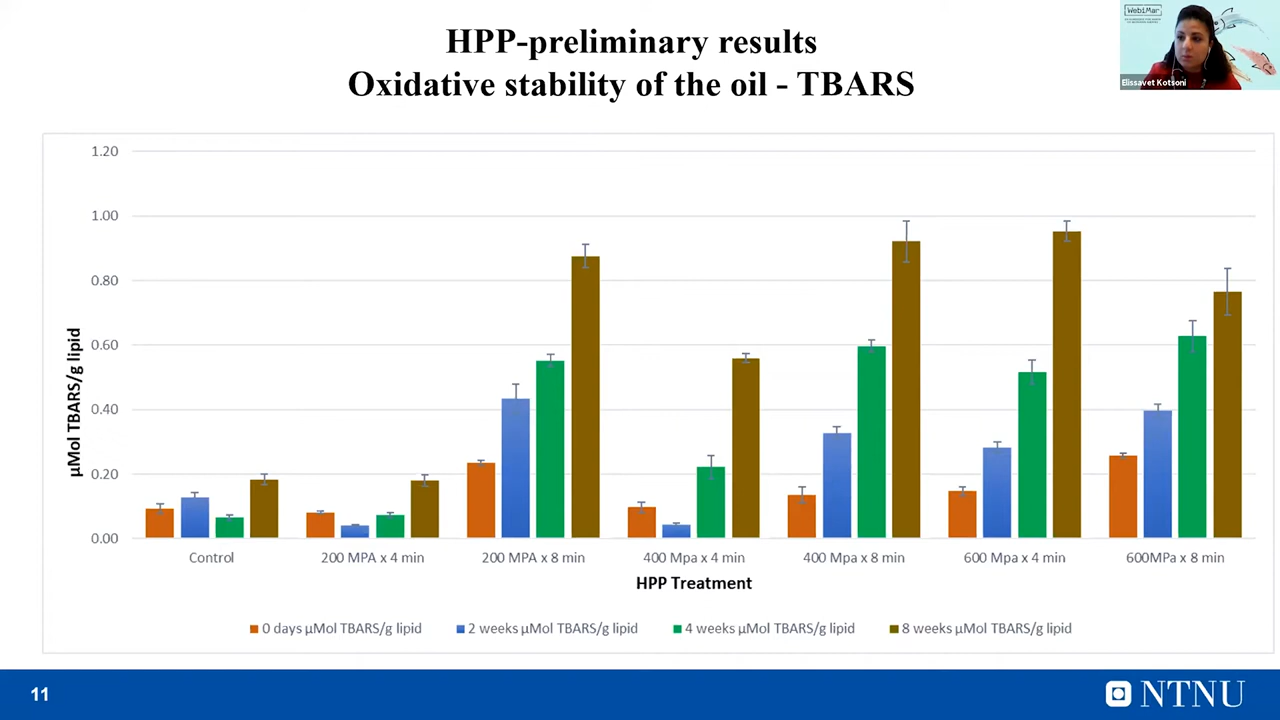 HPP-preliminary results
Oxidative stability of the oil - TBARS
WebiMar
Elissavet Kotsoni
1.20
1.00
0.80
0.60
0.40
0.20
0.00
µMol TBARS/g lipid
Control
200 MPA x 4 min
200 MPA x 8 min
400 Mpa x 4 min
400 Mpa x 8 min
600 Mpa x 4 min
600MPa x 8 min
HPP Treatment
0 days µMol TBARS/g lipid
2 weeks µMol TBARS/g lipid
4 weeks µMol TBARS/g lipid
8 weeks µMol TBARS/g lipid
11
NTNU